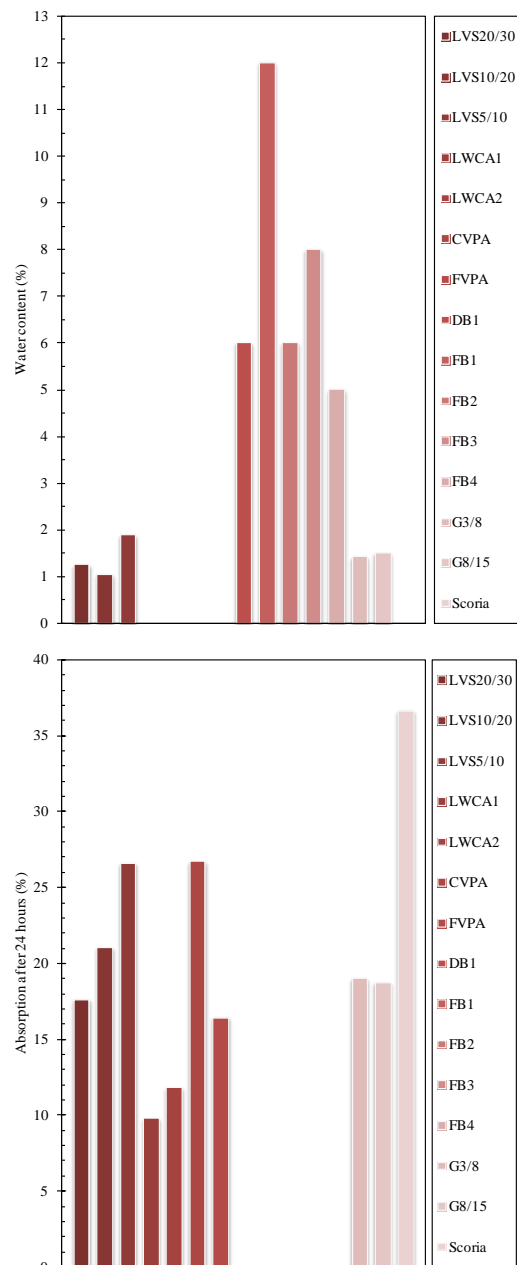 13
12
11
10
9
8
7
6
5
4
3
2
1
0
Water content (%)
LVS20/30
LVS10/20
LVS5/10
LWCA1
LWCA2
CVPA
FVPA
DB1
FB1
FB2
FB3
FB4
G3/8
G8/15
Scoria
40
35
30
25
20
15
10
5
0
Absorption after 24 hours (%)
LVS20/30
LVS10/20
LVS5/10
LWCA1
LWCA2
CVPA
FVPA
DB1
FB1
FB2
FB3
FB4
G3/8
G8/15
Scoria